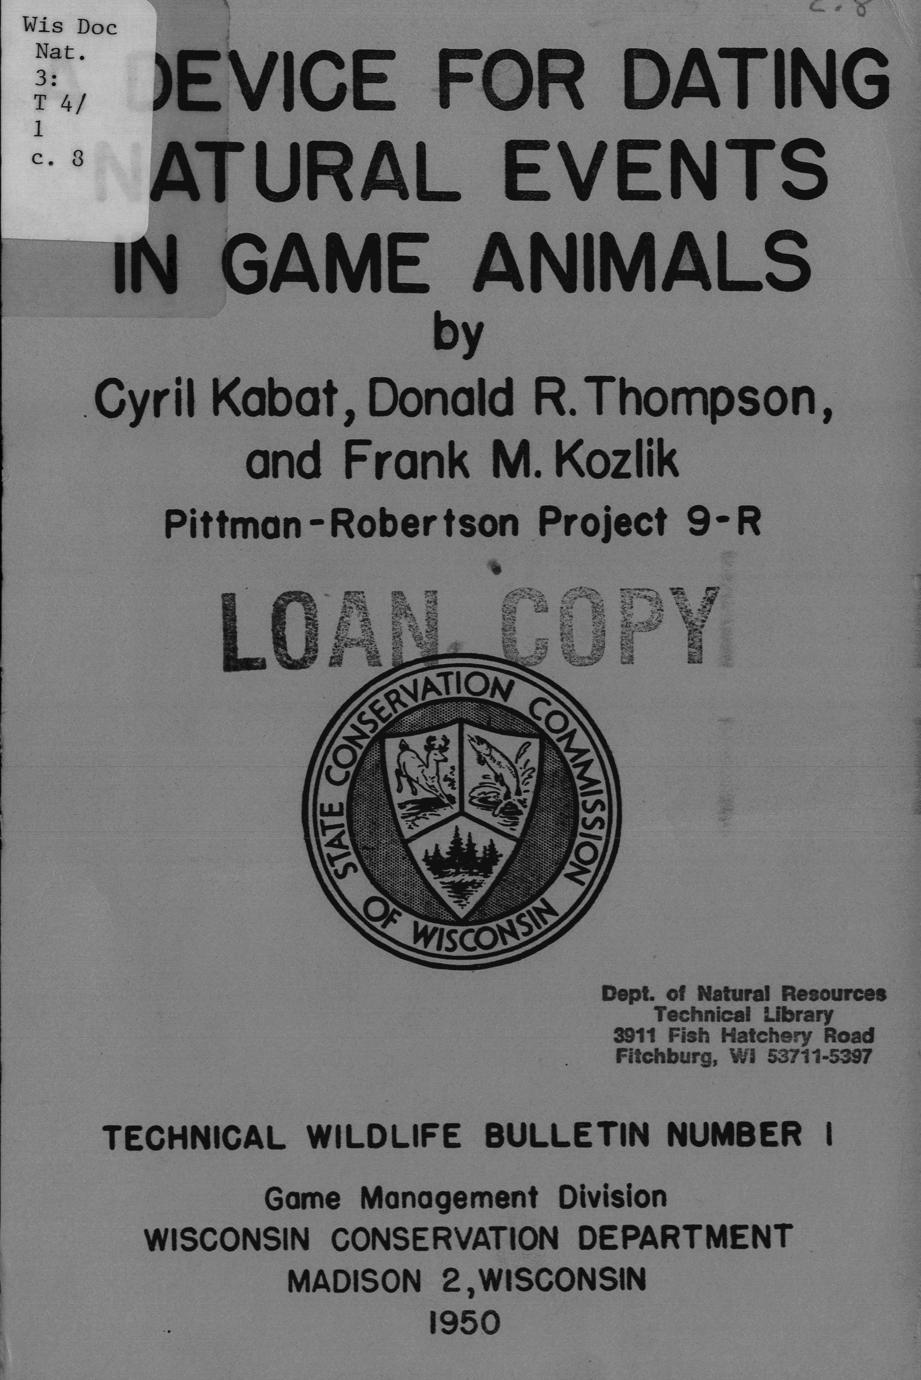 c. 8
Wis Doc
Nat.
3:
T 4/
1
c. 8
A DEVICE FOR DATING
NATURAL EVENTS
IN GAME ANIMALS
by
Cyril Kabat, Donald R. Thompson,
and Frank M. Kozlik
Pittman-Robertson Project 9-R
LOAN COPY
STATE CONSERVATION COMMISSION
OF WISCONSIN
Dept. of Natural Resources
Technical Library
3911 Fish Hatchery Road
Fitchburg, WI 53711-5397
TECHNICAL WILDLIFE BULLETIN NUMBER 1
Game Management Division
WISCONSIN CONSERVATION DEPARTMENT
MADISON 2, WISCONSIN
1950